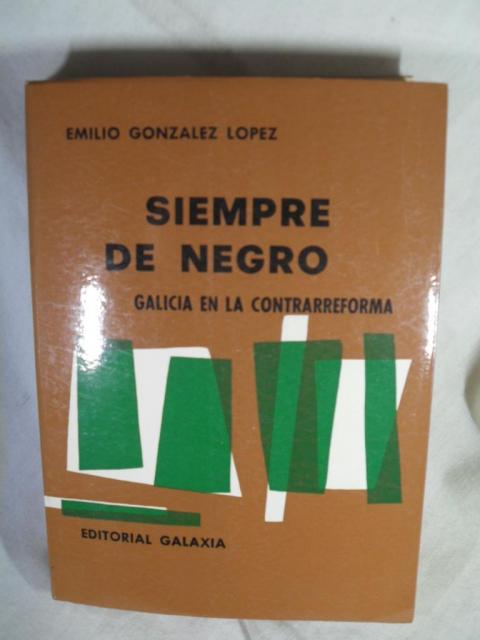 EMILIO GONZALEZ LOPEZ
SIEMPRE
DE NEGRO
GALICIA EN LA CONTRARREFORMA
EDITORIAL GALAXIA